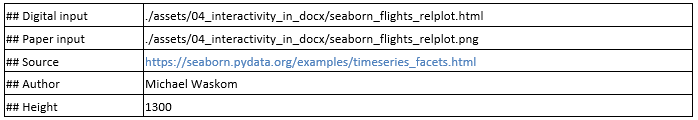 ## Digital input ./assets/04_interactivity_in_docx/seaborn_flights_relplot.html
## Paper input ./assets/04_interactivity_in_docx/seaborn_flights_relplot.png
## Source https://seaborn.pydata.org/examples/timeseries_facets.html
## Author Michael Waskom
## Height 1300